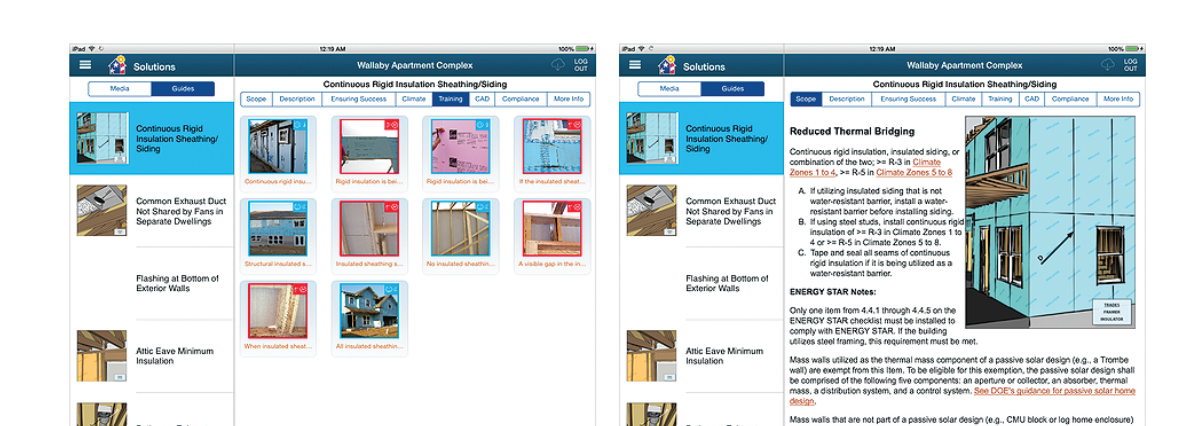 iPad 12:19 AM 100%
Solutions
Wallaby Apartment Complex
LOG
OUT
Media Guides
Continuous Rigid Insulation Sheathing/Siding
Scope Description Ensuring Success Climate Training CAD Compliance More Info
Continuous Rigid
Insulation Sheathing/
Siding
Common Exhaust Duct
Not Shared by Fans in
Separate Dwellings
Flashing at Bottom of
Exterior Walls
Attic Eave Minimum
Insulation
Continuous rigid insu...
Rigid insulation is bei...
Rigid insulation is bei...
If the insulated sheat...
Structural insulated s...
Insulated sheathing s...
No insulated sheathin...
A visible gap in the in...
When insulated sheat...
All insulated sheathin...
iPad 12:19 AM 100%
Solutions
Wallaby Apartment Complex
LOG
OUT
Media Guides
Continuous Rigid Insulation Sheathing/Siding
Scope Description Ensuring Success Climate Training CAD Compliance More Info
Continuous Rigid
Insulation Sheathing/
Siding
Common Exhaust Duct
Not Shared by Fans in
Separate Dwellings
Flashing at Bottom of
Exterior Walls
Attic Eave Minimum
Insulation
Reduced Thermal Bridging
Continuous rigid insulation, insulated siding, or
combination of the two; >= R-3 in Climate
Zones 1 to 4, >= R-5 in Climate Zones 5 to 8
A. If utilizing insulated siding that is not
water-resistant barrier, install a water-
resistant barrier before installing siding.
B. If using steel studs, install continuous rigid
insulation of >= R-3 in Climate Zones 1 to
4 or >= R-5 in Climate Zones 5 to 8.
C. Tape and seal all seams of continuous
rigid insulation if it is being utilized as a
water-resistant barrier.
ENERGY STAR Notes:
Only one item from 4.4.1 through 4.4.5 on the
ENERGY STAR checklist must be installed to
comply with ENERGY STAR. If the building
utilizes steel framing, this requirement must be met.
TRADES
FRAMER
INSULATOR
Mass walls utilized as the thermal mass component of a passive solar design (e.g., a Trombe
wall) are exempt from this Item. To be eligible for this exemption, the passive solar design shall
be comprised of the following five components: an aperture or collector, an absorber, thermal
mass, a distribution system, and a control system. See DOE's guidance for passive solar home
design.
Mass walls that are not part of a passive solar design (e.g., CMU block or log home enclosure)